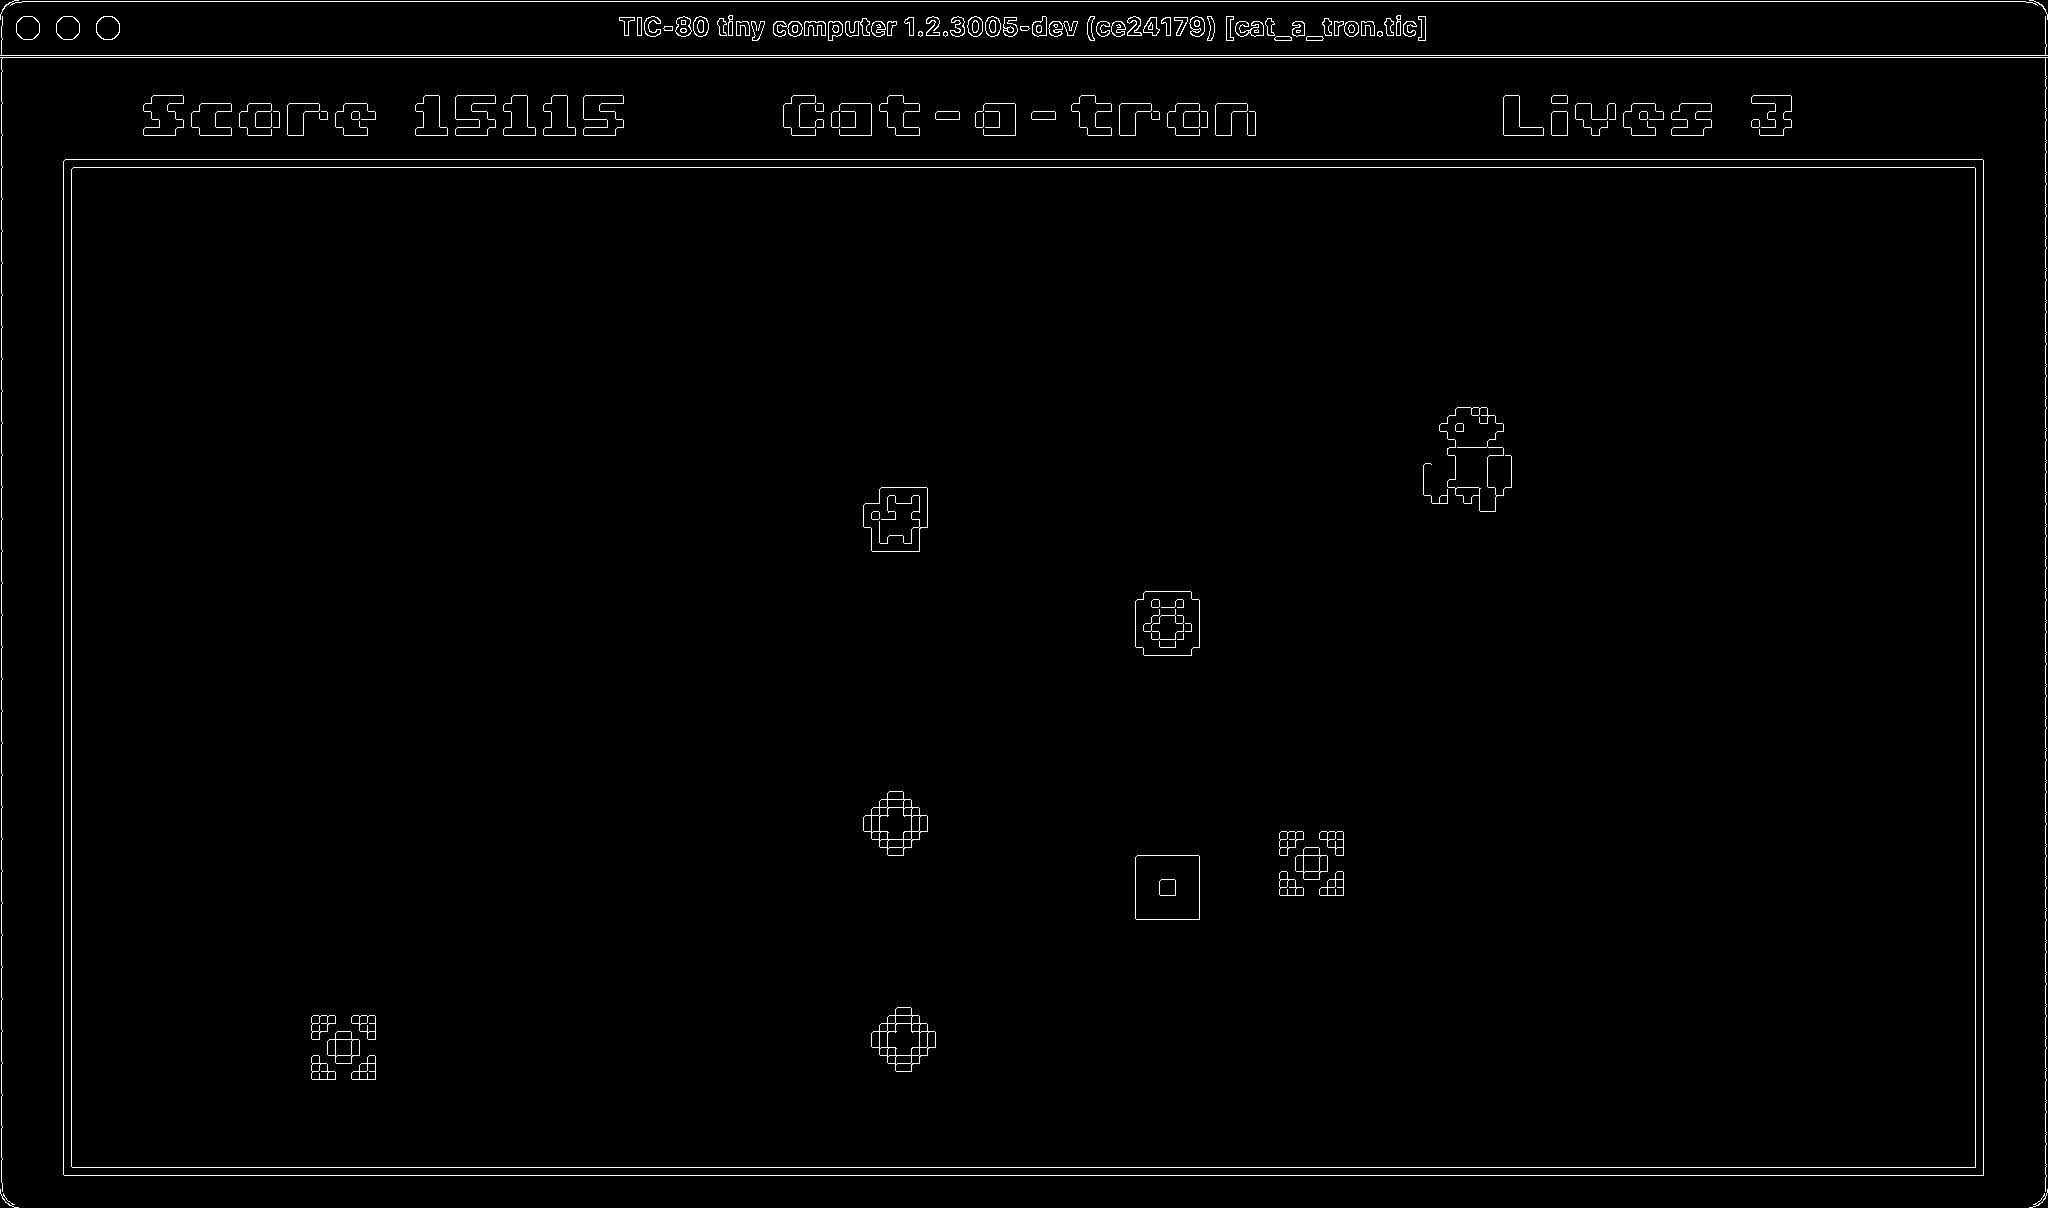 TIC-80 tiny computer 1.2.3005-dev (ce24179) [cat_a_tron.tic]
Score 15115 Cat-a-tron Lives 3